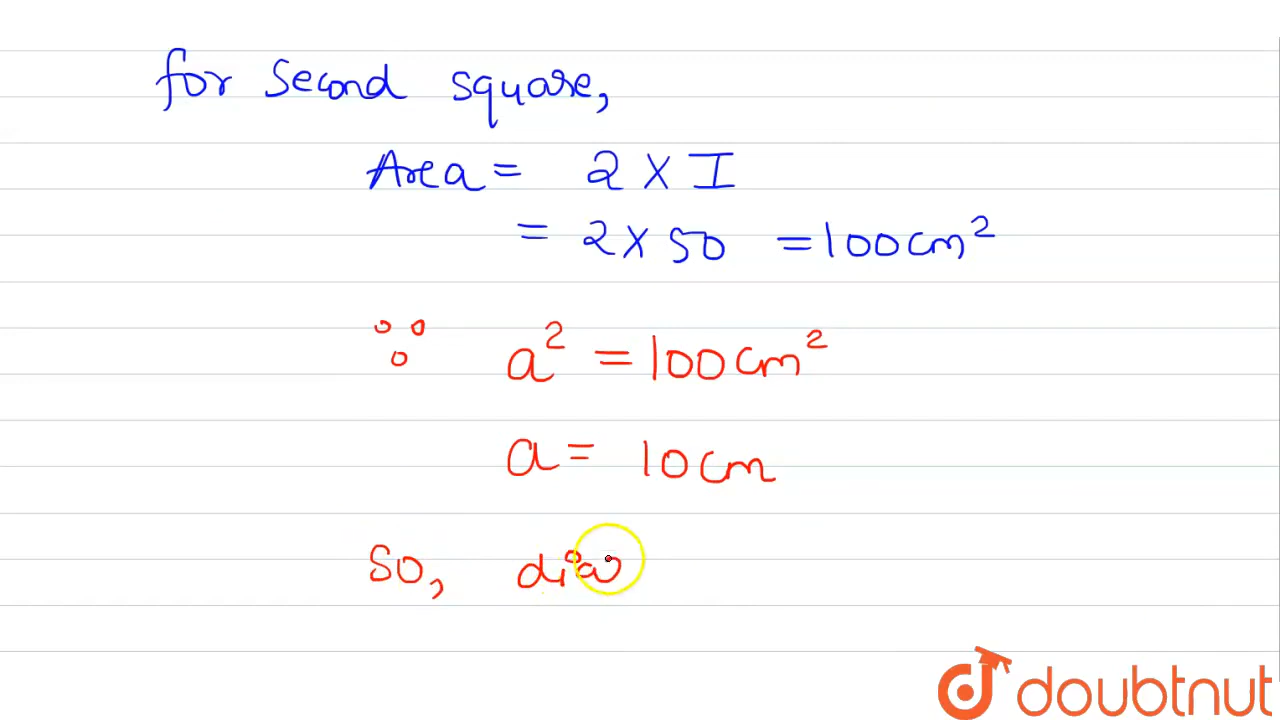 for second square,
Area = 2 X I
= 2 X 50 = 100 cm²
∵ a² = 100 cm²
a = 10 cm
So, dia
doubtnut